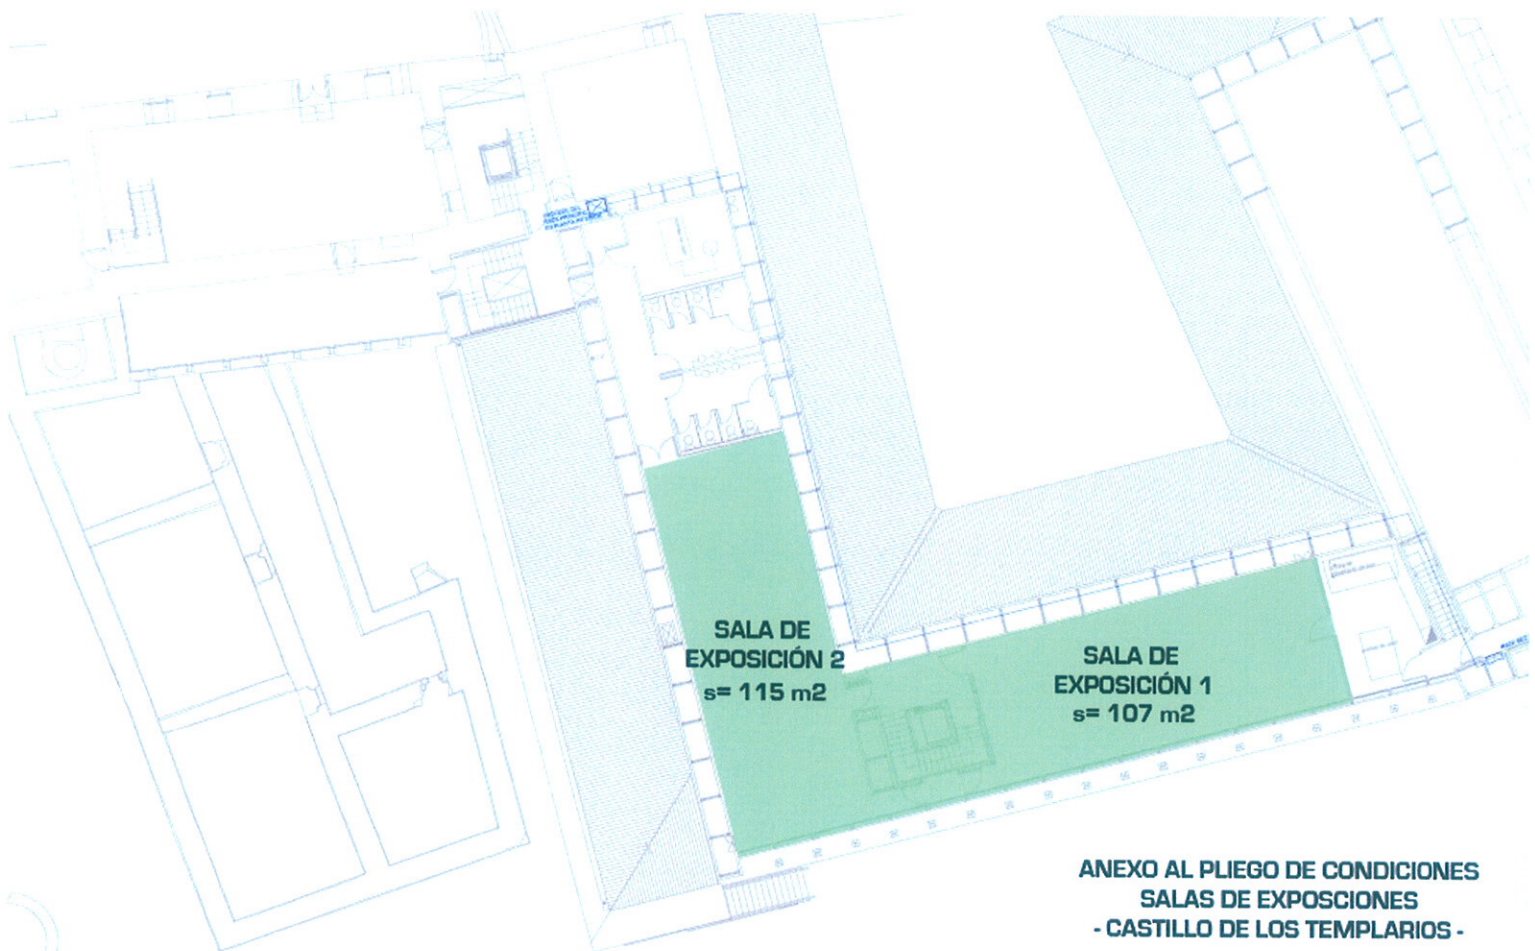 SALA DE
EXPOSICIÓN 2
s= 115 m2
SALA DE
EXPOSICIÓN 1
s= 107 m2
ANEXO AL PLIEGO DE CONDICIONES
SALAS DE EXPOSCIONES
- CASTILLO DE LOS TEMPLARIOS -